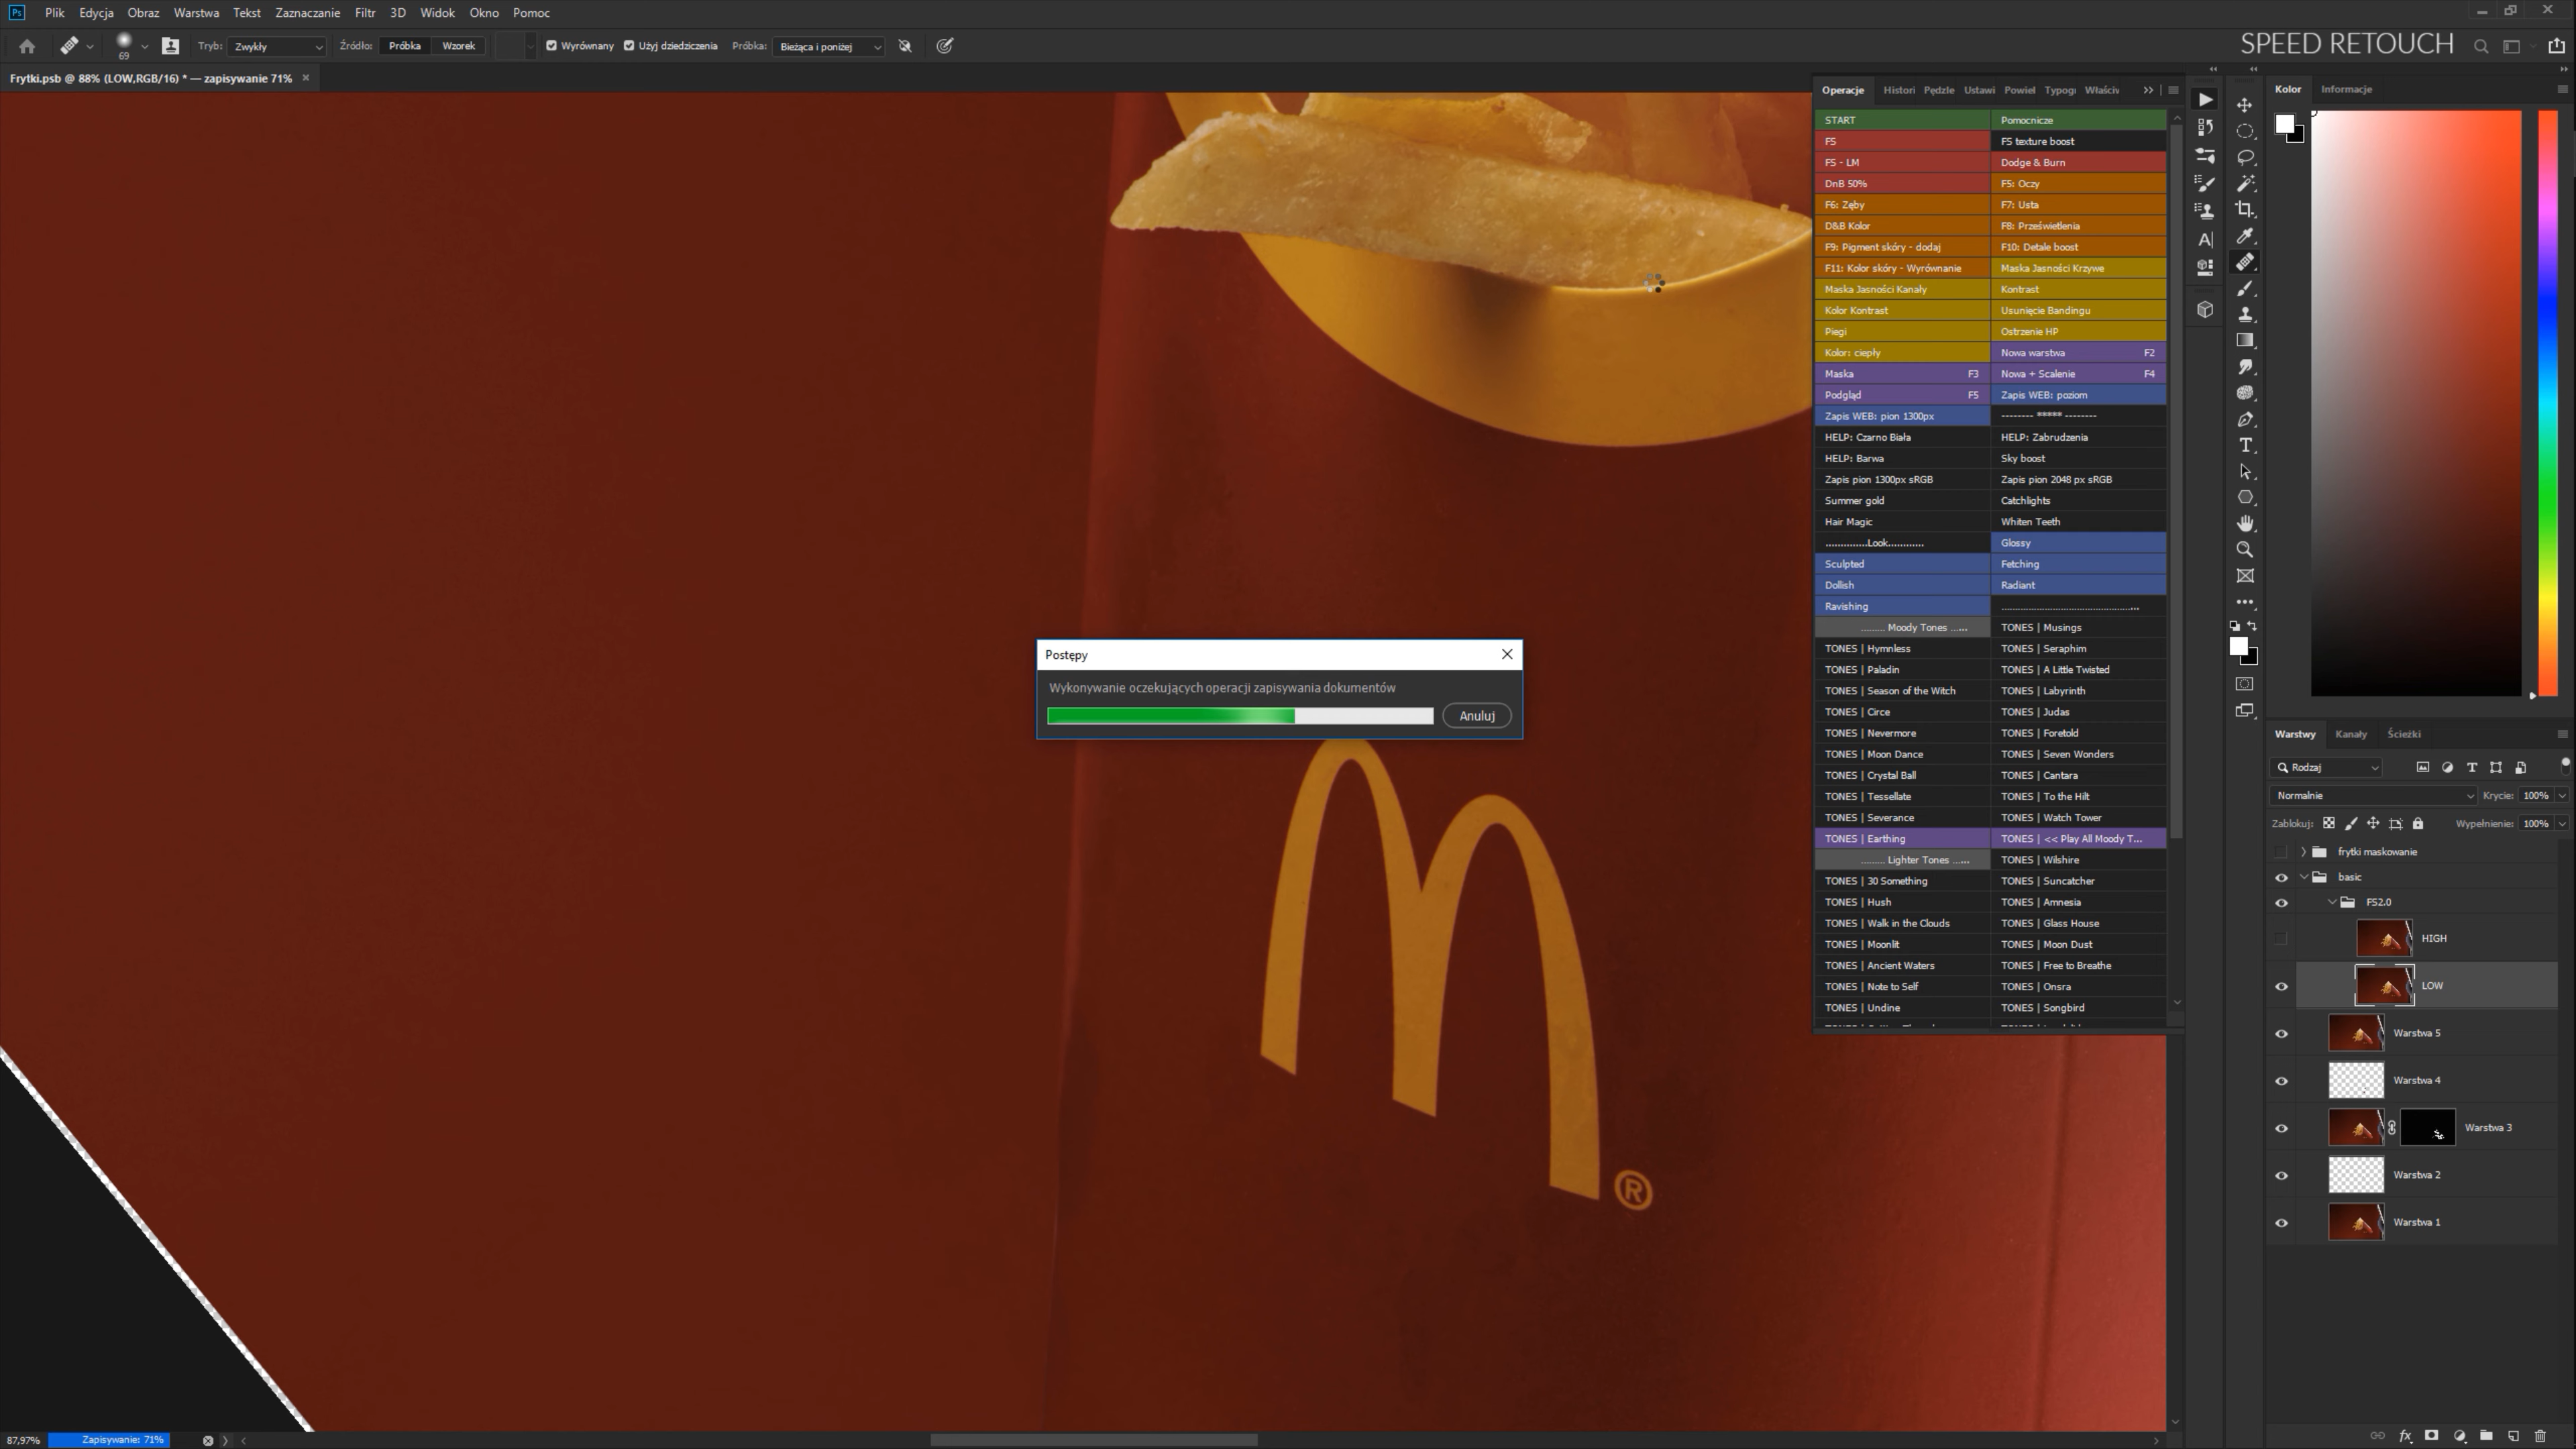 Ps Plik Edycja Obraz Warstwa Tekst Zaznaczanie Filtr 3D Widok Okno Pomoc
69 Tryb: Zwykły Źródło: Próbka Wzorek Wyrównany Użyj dziedziczenia Próbka: Bieżąca i poniżej SPEED RETOUCH
Frytki.psb @ 88% (LOW,RGB/16) * — zapisywanie 71%
Operacje Histori Pędzle Ustawi Powiel Typogi Właściv
START Pomocnicze
FS FS texture boost
FS - LM Dodge & Burn
DnB 50% F5: Oczy
F6: Zęby F7: Usta
D&B Kolor F8: Prześwietlenia
F9: Pigment skóry - dodaj F10: Detale boost
F11: Kolor skóry - Wyrównanie Maska Jasności Krzywe
Maska Jasności Kanały Kontrast
Kolor Kontrast Usunięcie Bandingu
Piegi Ostrzenie HP
Kolor: ciepły Nowa warstwa F2
Maska F3 Nowa + Scalenie F4
Podgląd F5 Zapis WEB: poziom
Zapis WEB: pion 1300px -------- ***** --------
HELP: Czarno Biała HELP: Zabrudzenia
HELP: Barwa Sky boost
Zapis pion 1300px sRGB Zapis pion 2048 px sRGB
Summer gold Catchlights
Hair Magic Whiten Teeth
..............Look............ Glossy
Sculpted Fetching
Dollish Radiant
Ravishing
......... Moody Tones ...... TONES | Musings
TONES | Hymnless TONES | Seraphim
TONES | Paladin TONES | A Little Twisted
TONES | Season of the Witch TONES | Labyrinth
TONES | Circe TONES | Judas
TONES | Nevermore TONES | Foretold
TONES | Moon Dance TONES | Seven Wonders
TONES | Crystal Ball TONES | Cantara
TONES | Tessellate TONES | To the Hilt
TONES | Severance TONES | Watch Tower
TONES | Earthing TONES | << Play All Moody T...
......... Lighter Tones ...... TONES | Wilshire
TONES | 30 Something TONES | Suncatcher
TONES | Hush TONES | Amnesia
TONES | Walk in the Clouds TONES | Glass House
TONES | Moonlit TONES | Moon Dust
TONES | Ancient Waters TONES | Free to Breathe
TONES | Note to Self TONES | Onsra
TONES | Undine TONES | Songbird
Kolor Informacje
Postępy
Wykonywanie oczekujących operacji zapisywania dokumentów
Anuluj
®
Warstwy Kanały Ścieżki
Rodzaj
Normalnie Krycie: 100%
Zablokuj: Wypełnienie: 100%
frytki maskowanie
basic
FS2.0
HIGH
LOW
Warstwa 5
Warstwa 4
Warstwa 3
Warstwa 2
Warstwa 1
87,97% Zapisywanie: 71%